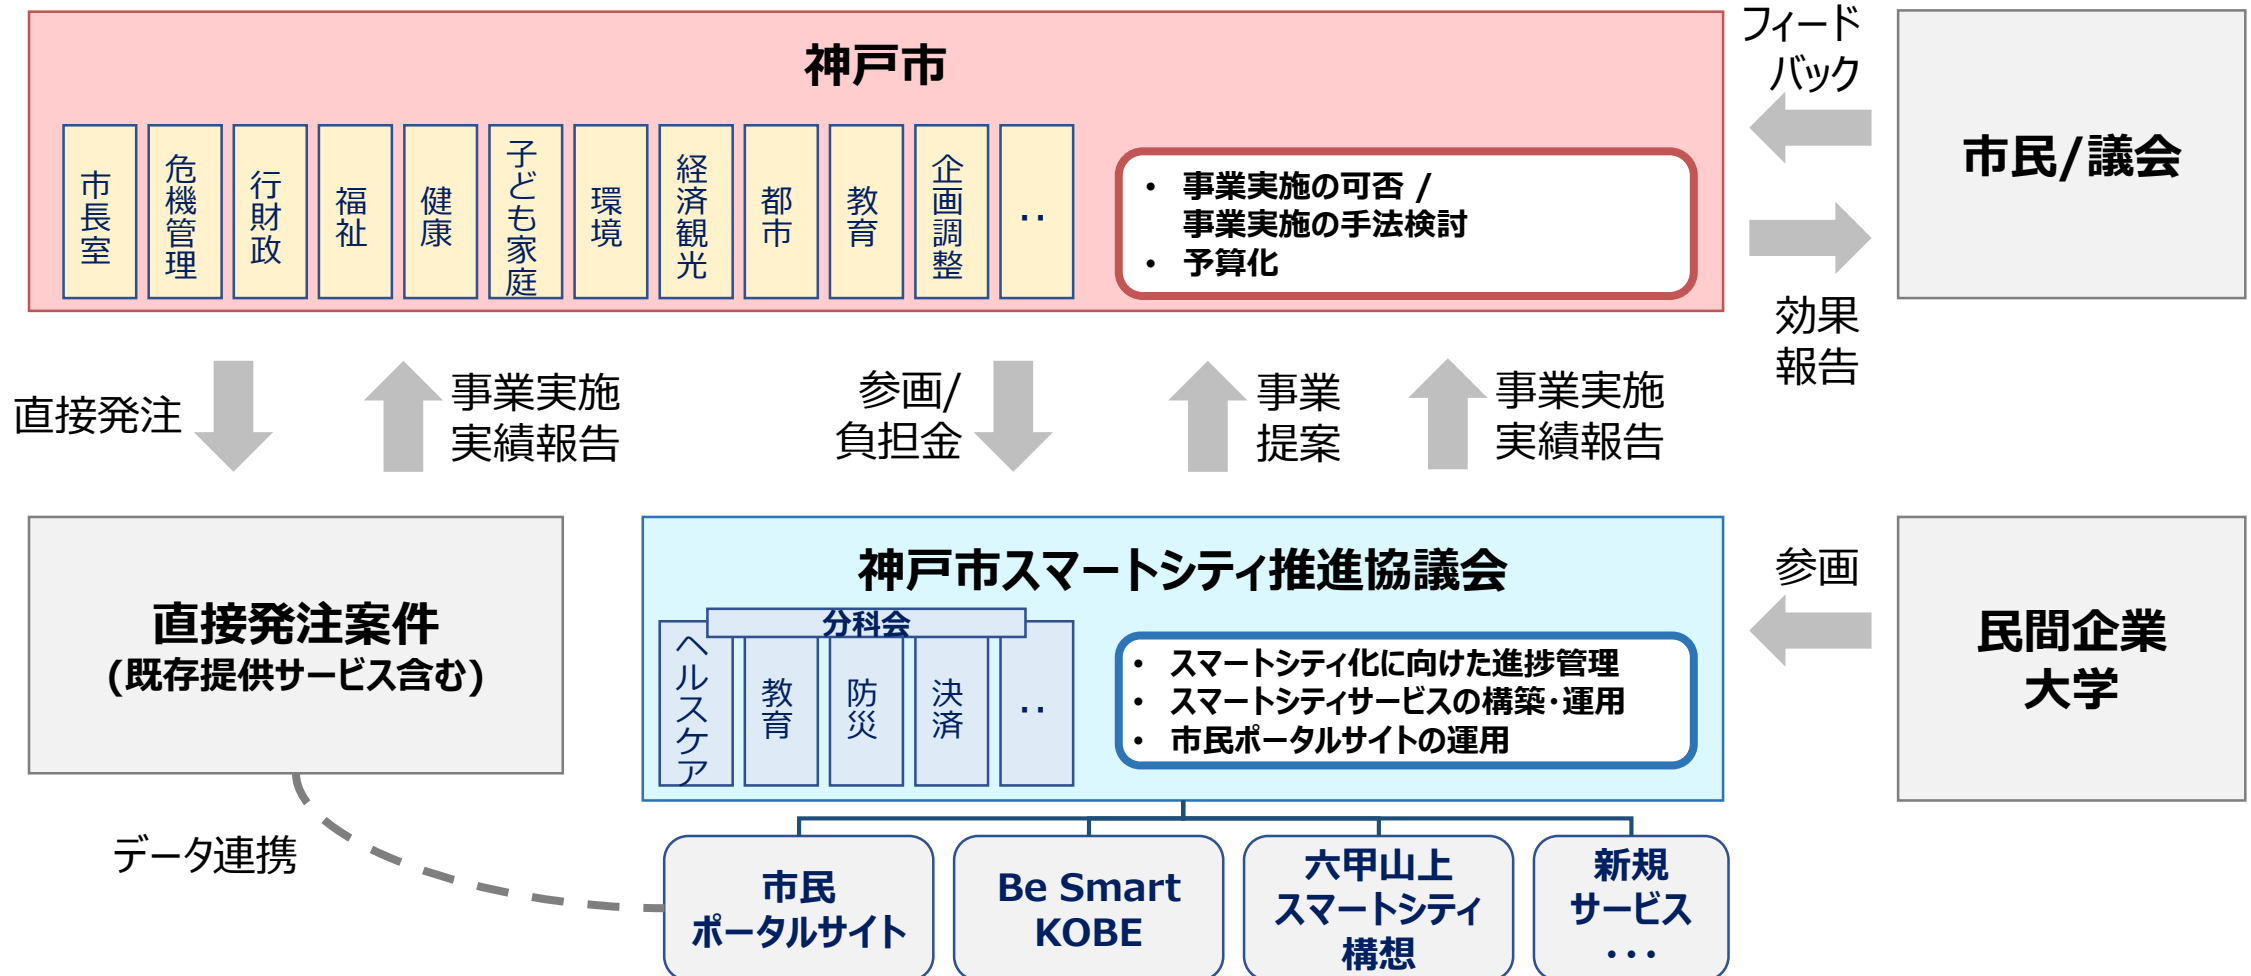 神戸市
市長室
危機管理
行財政
福祉
健康
子ども家庭
環境
経済観光
都市
教育
企画調整
‥
• 事業実施の可否 /
事業実施の手法検討
• 予算化
フィード
バック
市民/議会
効果
報告
直接発注
事業実施
実績報告
参画/
負担金
事業
提案
事業実施
実績報告
直接発注案件
(既存提供サービス含む)
神戸市スマートシティ推進協議会
分科会
ヘルスケア
教育
防災
決済
‥
• スマートシティ化に向けた進捗管理
• スマートシティサービスの構築・運用
• 市民ポータルサイトの運用
参画
民間企業
大学
データ連携
市民
ポータルサイト
Be Smart
KOBE
六甲山上
スマートシティ
構想
新規
サービス
・・・